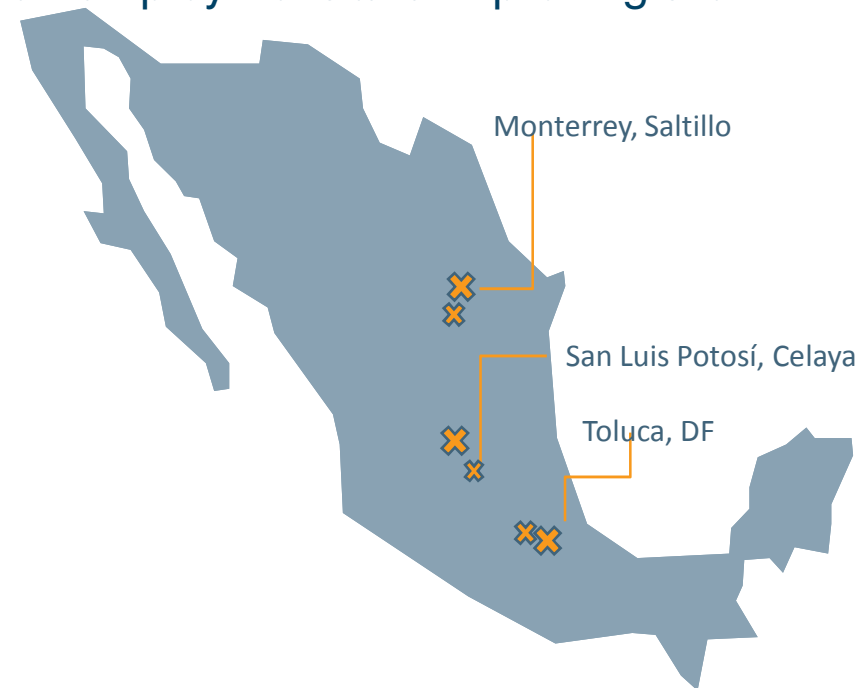 Monterrey, Saltillo
San Luis Potosí, Celaya
Toluca, DF